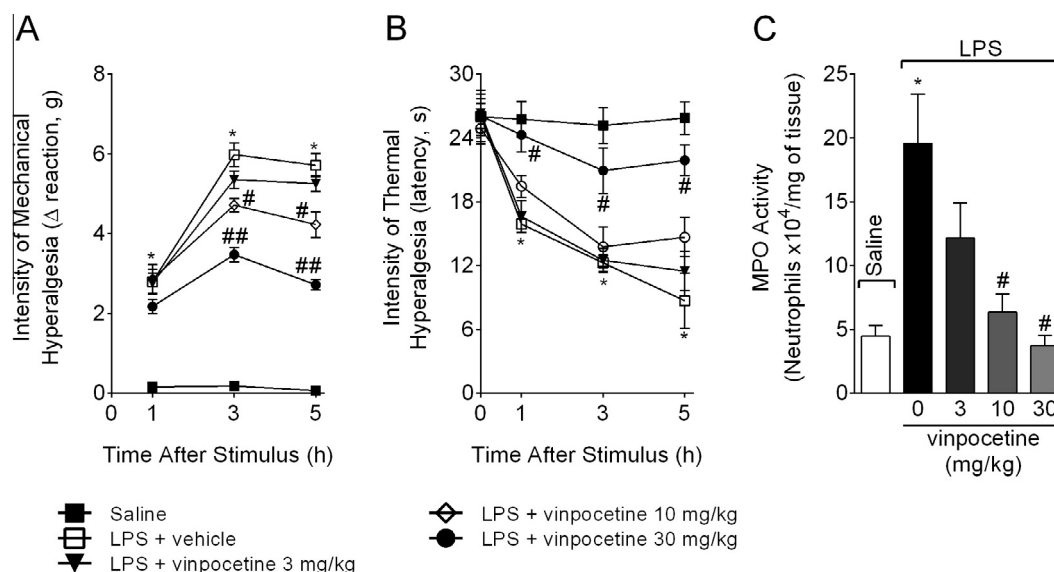 A
Intensity of Mechanical
Hyperalgesia (Δ reaction, g)
8
6
4
2
0
*
*
*
#
#
##
##
0 1 3 5
Time After Stimulus (h)
B
Intensity of Thermal
Hyperalgesia (latency, s)
30
24
18
12
6
0
#
#
#
*
*
*
0 1 3 5
Time After Stimulus (h)
C
LPS
MPO Activity
(Neutrophils x10⁴/mg of tissue)
25
20
15
10
5
0
Saline
*
#
#
0 3 10 30
vinpocetine
(mg/kg)
Saline
LPS + vehicle
LPS + vinpocetine 3 mg/kg
LPS + vinpocetine 10 mg/kg
LPS + vinpocetine 30 mg/kg